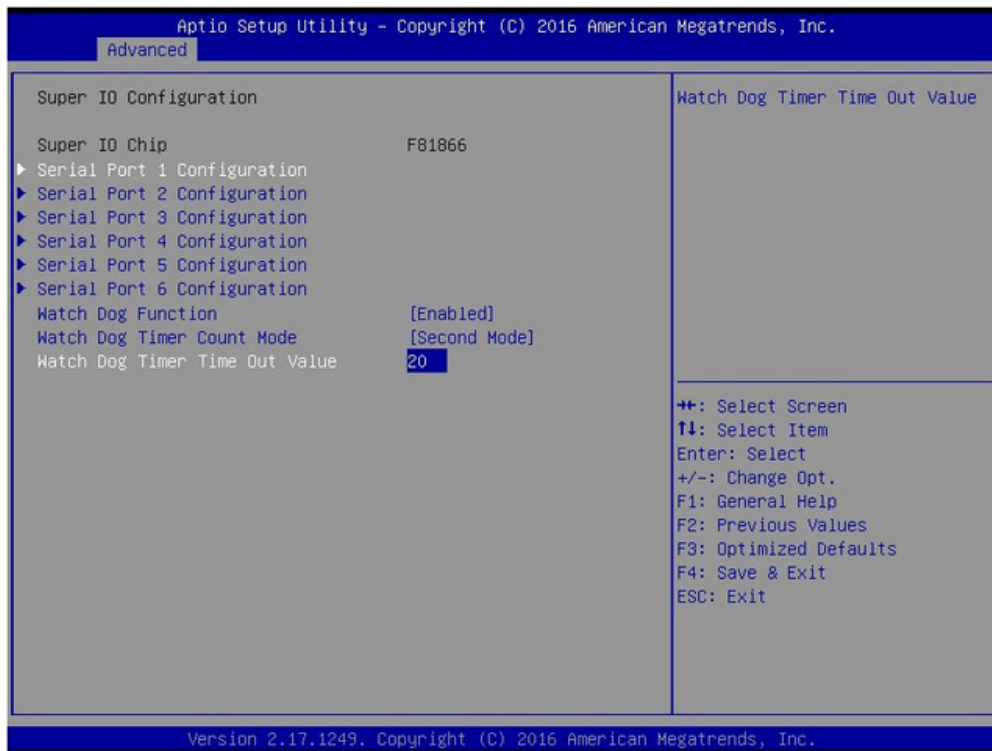 Aptio Setup Utility – Copyright (C) 2016 American Megatrends, Inc.
Advanced
Super IO Configuration
Super IO Chip F81866
Serial Port 1 Configuration
Serial Port 2 Configuration
Serial Port 3 Configuration
Serial Port 4 Configuration
Serial Port 5 Configuration
Serial Port 6 Configuration
Watch Dog Function [Enabled]
Watch Dog Timer Count Mode [Second Mode]
Watch Dog Timer Time Out Value 20
Watch Dog Timer Time Out Value
→←: Select Screen
↑↓: Select Item
Enter: Select
+/-: Change Opt.
F1: General Help
F2: Previous Values
F3: Optimized Defaults
F4: Save & Exit
ESC: Exit
Version 2.17.1249. Copyright (C) 2016 American Megatrends, Inc.